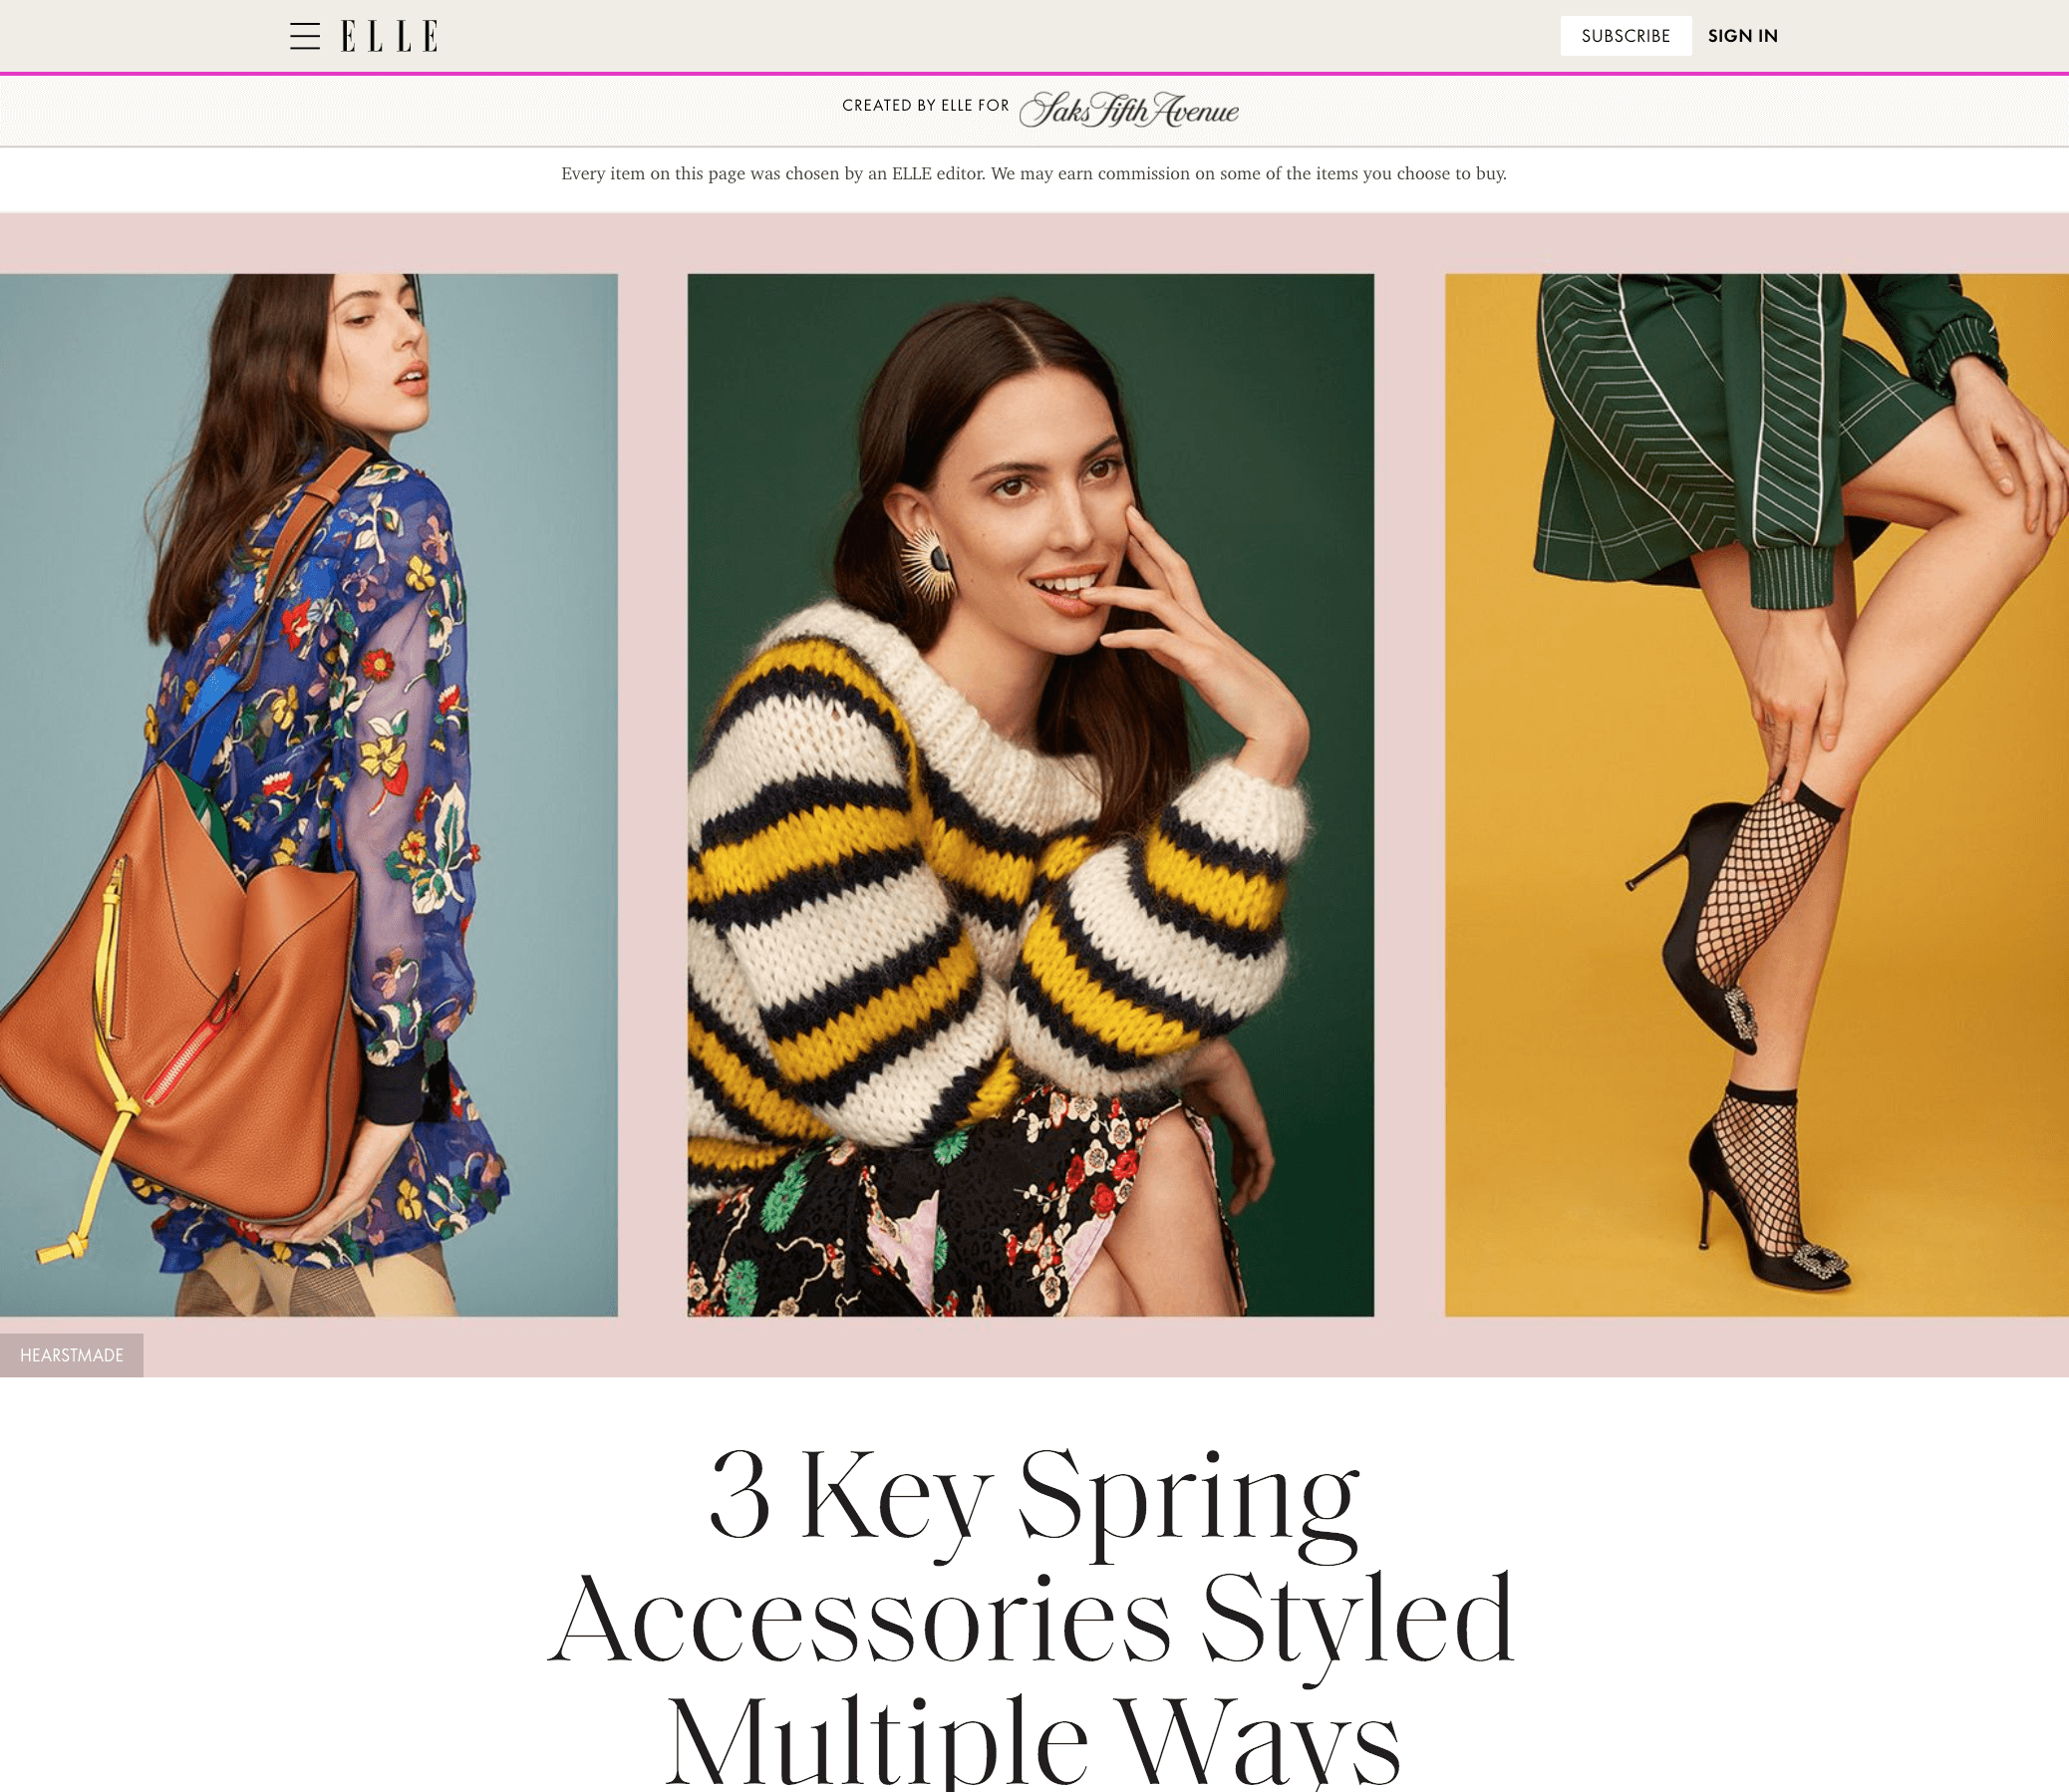 ELLE
SUBSCRIBE
SIGN IN
CREATED BY ELLE FOR Saks Fifth Avenue
Every item on this page was chosen by an ELLE editor. We may earn commission on some of the items you choose to buy.
HEARSTMADE
3 Key Spring
Accessories Styled
Multiple Ways